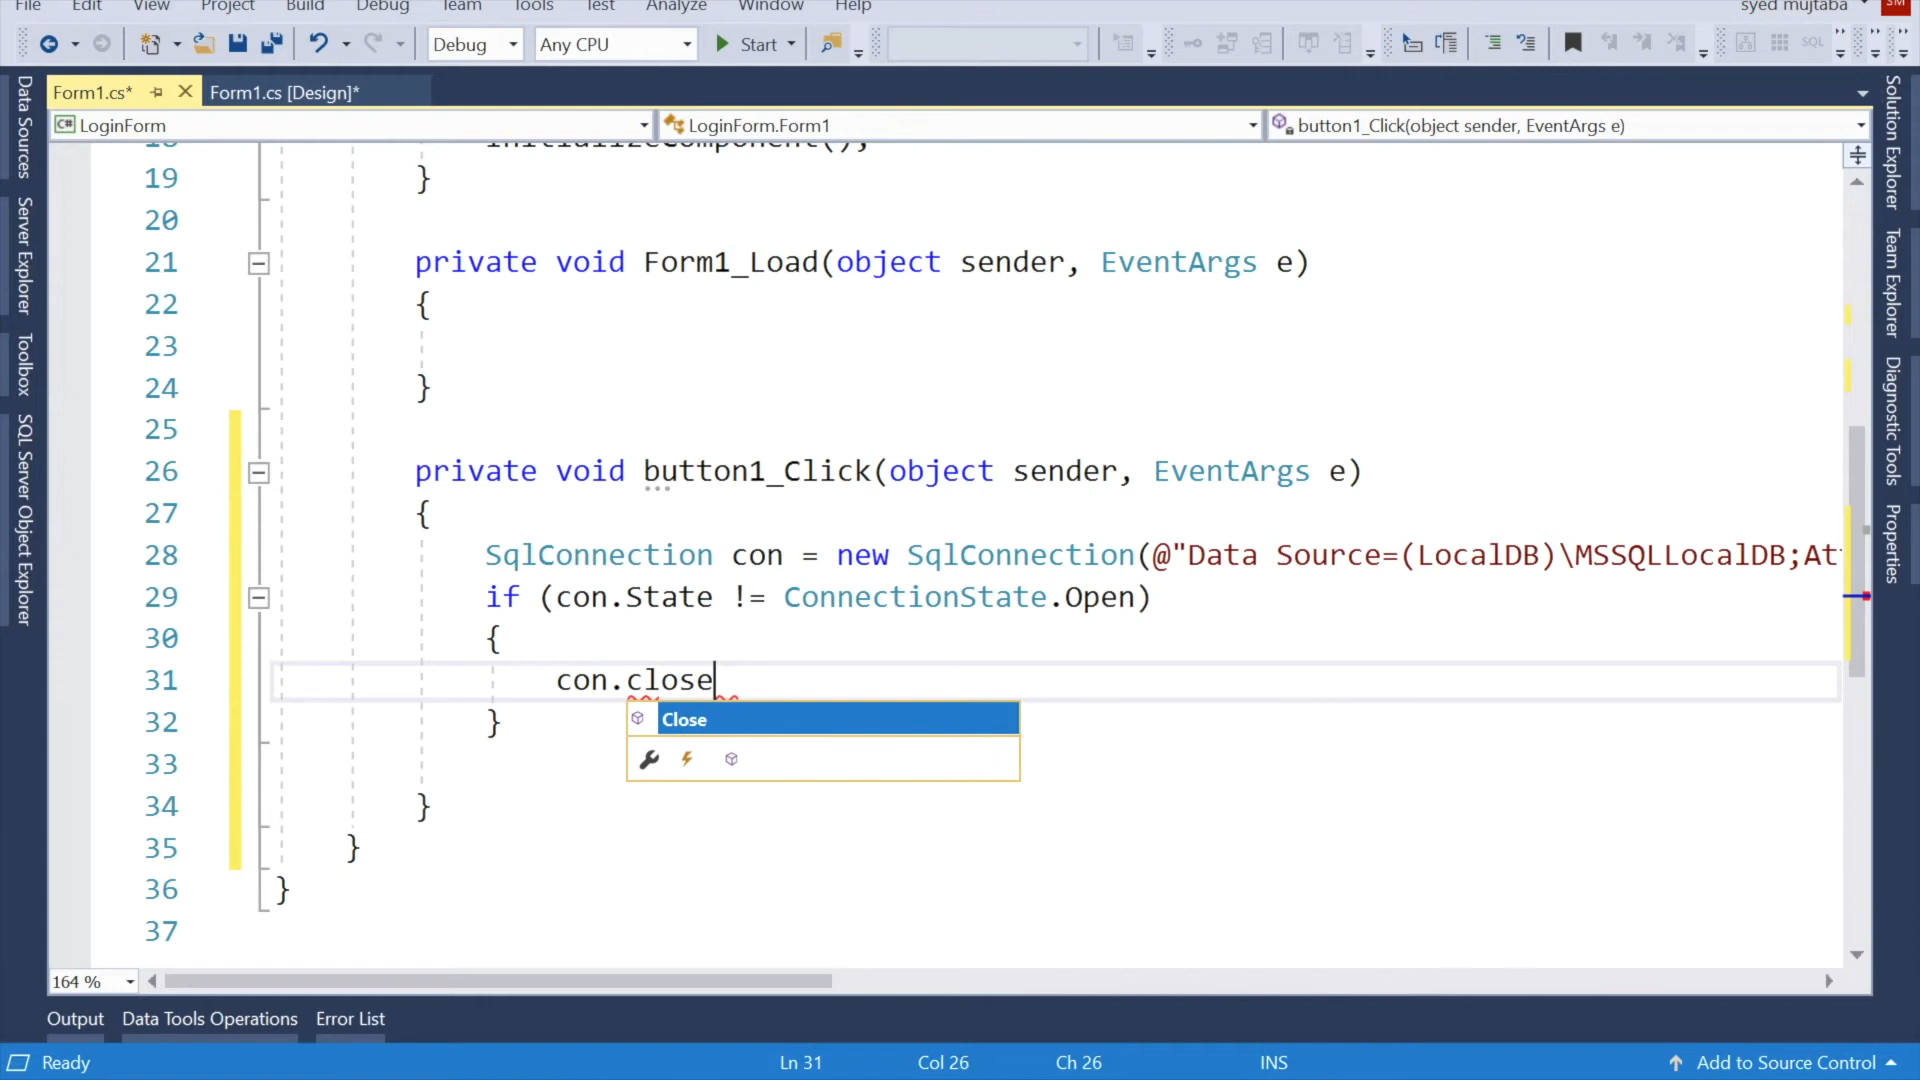 File Edit View Project Build Debug Team Tools Test Analyze Window Help syed mujtaba SM
Debug Any CPU Start SQL
Form1.cs* Form1.cs [Design]*
C# LoginForm LoginForm.Form1 button1_Click(object sender, EventArgs e)
Data Sources
Server Explorer
Toolbox
SQL Server Object Explorer
18 InitializeComponent();
19 }
20
21 private void Form1_Load(object sender, EventArgs e)
22 {
23
24 }
25
26 private void button1_Click(object sender, EventArgs e)
27 {
28 SqlConnection con = new SqlConnection(@"Data Source=(LocalDB)\MSSQLLocalDB;At
29 if (con.State != ConnectionState.Open)
30 {
31 con.close
Close
32 }
33
34 }
35 }
36 }
37
Solution Explorer
Team Explorer
Diagnostic Tools
Properties
164 %
Output Data Tools Operations Error List
Ready Ln 31 Col 26 Ch 26 INS Add to Source Control